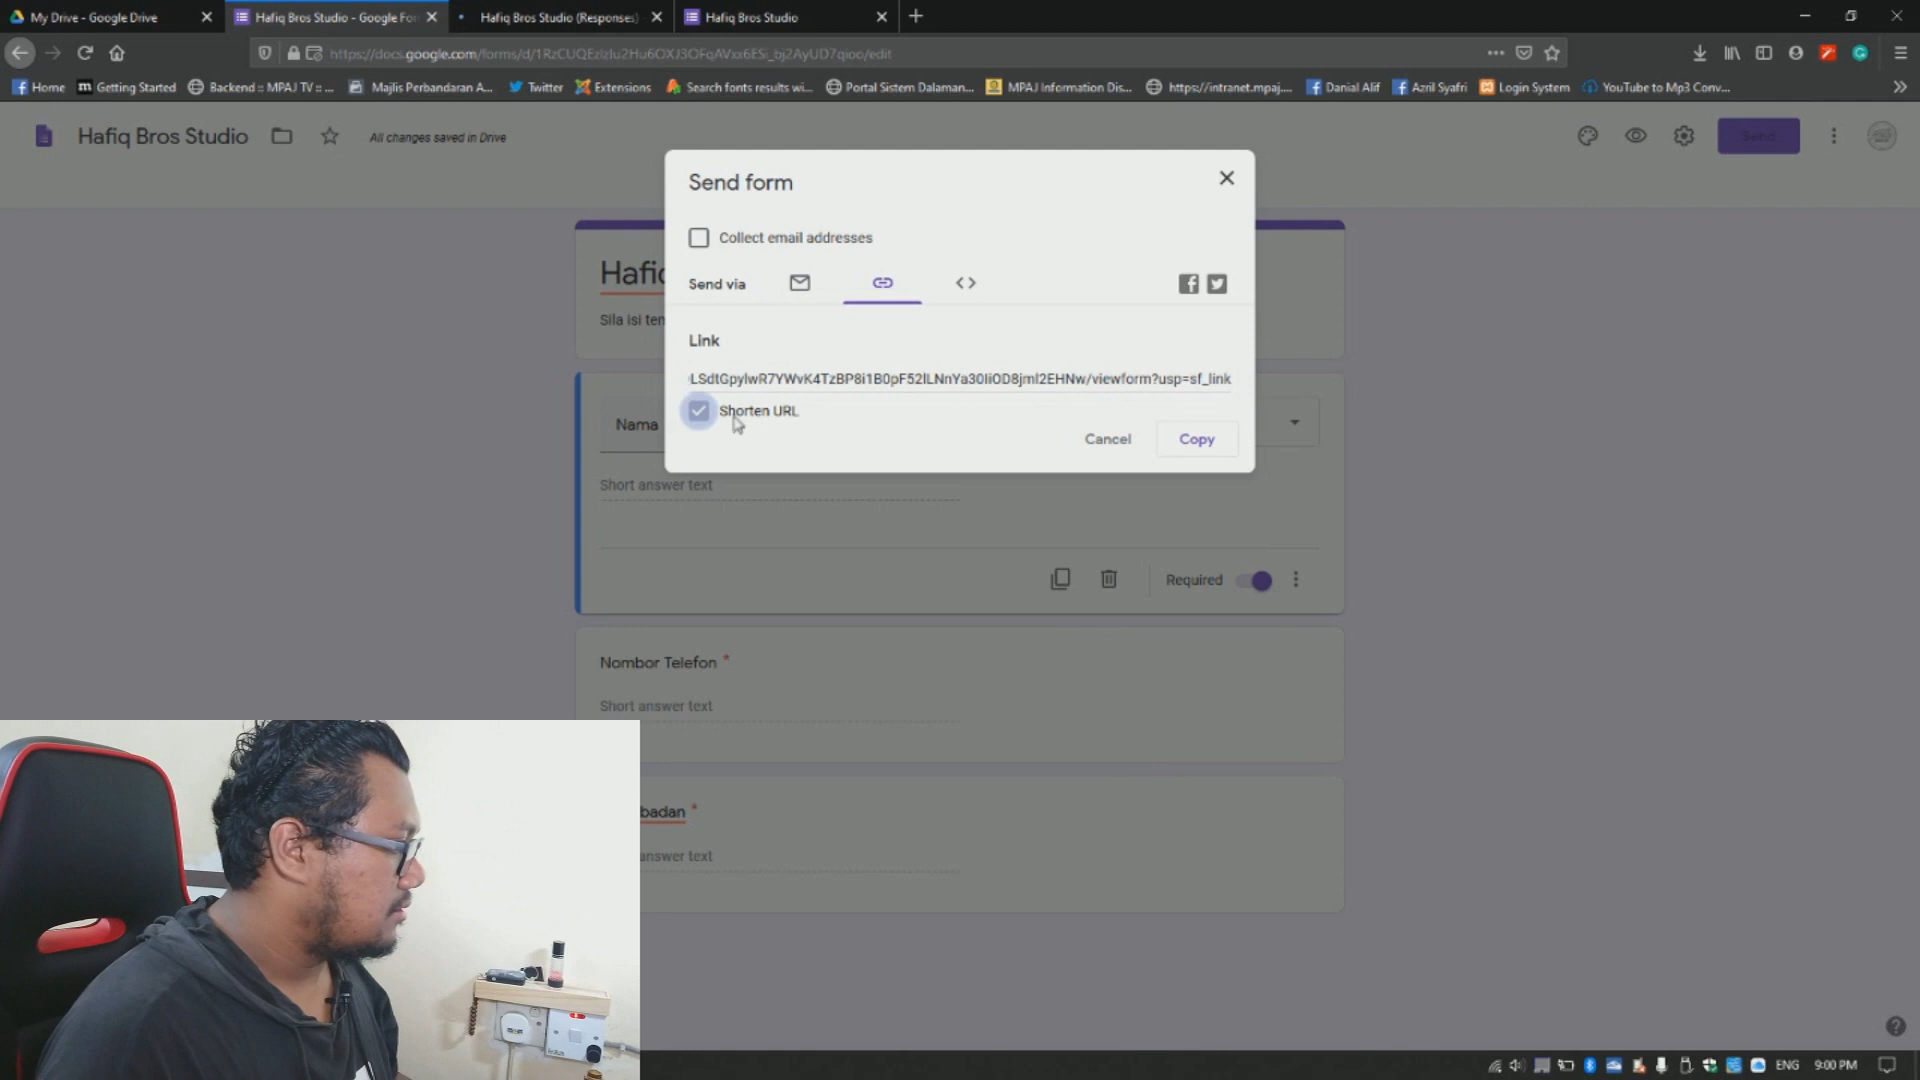 My Drive - Google Drive
Hafiq Bros Studio - Google For
Hafiq Bros Studio (Responses)
Hafiq Bros Studio
Home
Getting Started
Backend :: MPAJ TV :: ...
Majlis Perbandaran A...
Twitter
Extensions
Search fonts results wi...
Portal Sistem Dalaman...
MPAJ Information Dis...
https://intranet.mpaj....
Danial Alif
Azril Syafri
Login System
YouTube to Mp3 Conv...
Hafiq Bros Studio
All changes saved in Drive
Send
Send form
Collect email addresses
Send via
Link
LSdtGpylwR7YWvK4TzBP8i1B0pF52lLNnYa30IiOD8jml2EHNw/viewform?usp=sf_link
Shorten URL
Cancel
Copy
Hafiq
Sila isi
Nama
Short answer text
Required
Nombor Telefon *
Short answer text
badan *
answer text
ENG
9:00 PM